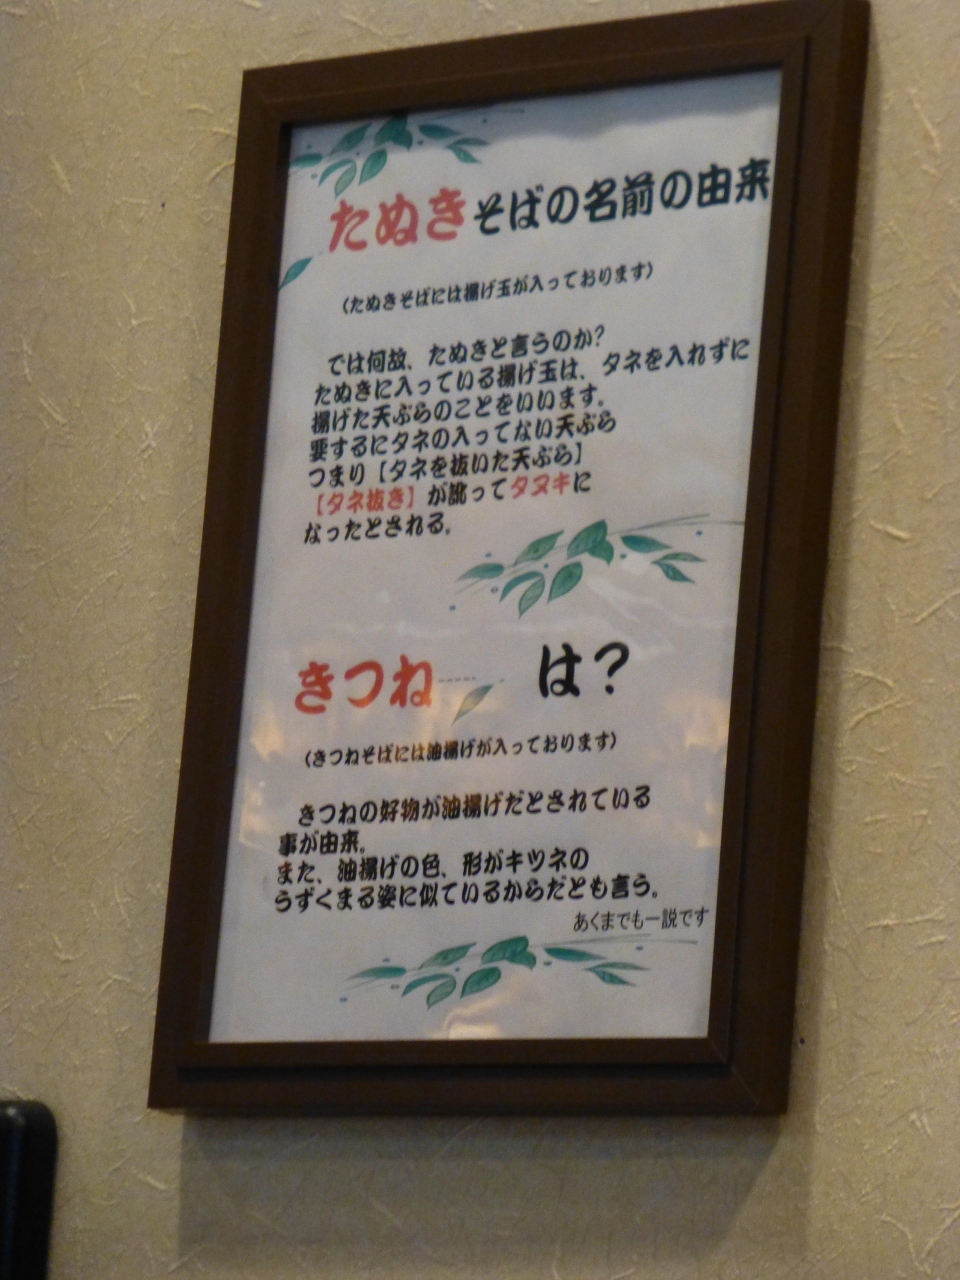 たぬきそばの名前の由来
(たぬきそばには揚げ玉が入っております)
では何故、たぬきと言うのか?
たぬきに入っている揚げ玉は、タネを入れずに
揚げた天ぷらのことをいいます。
要するにタネの入ってない天ぷら
つまり【タネを抜いた天ぷら】
【タネ抜き】が訛ってタヌキに
なったとされる。
きつね は?
(きつねそばには油揚げが入っております)
きつねの好物が油揚げだとされている
事が由来。
また、油揚げの色、形がキツネの
うずくまる姿に似ているからだとも言う。
あくまでも一説です